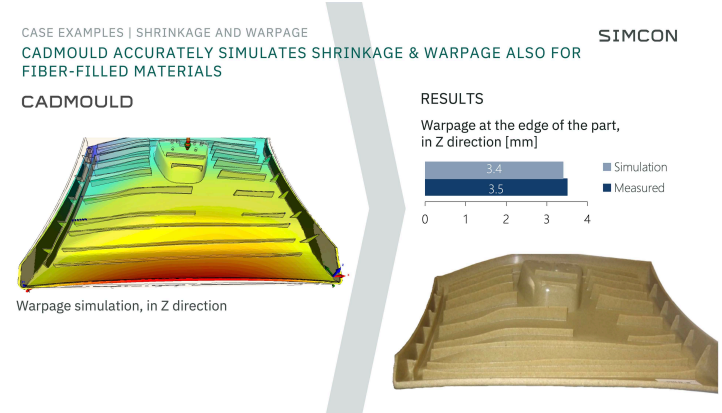 CASE EXAMPLES | SHRINKAGE AND WARPAGE
SIMCON
CADMOULD ACCURATELY SIMULATES SHRINKAGE & WARPAGE ALSO FOR
FIBER-FILLED MATERIALS
CADMOULD
Warpage simulation, in Z direction
RESULTS
Warpage at the edge of the part,
in Z direction [mm]
3.4
3.5
Simulation
Measured
0 1 2 3 4